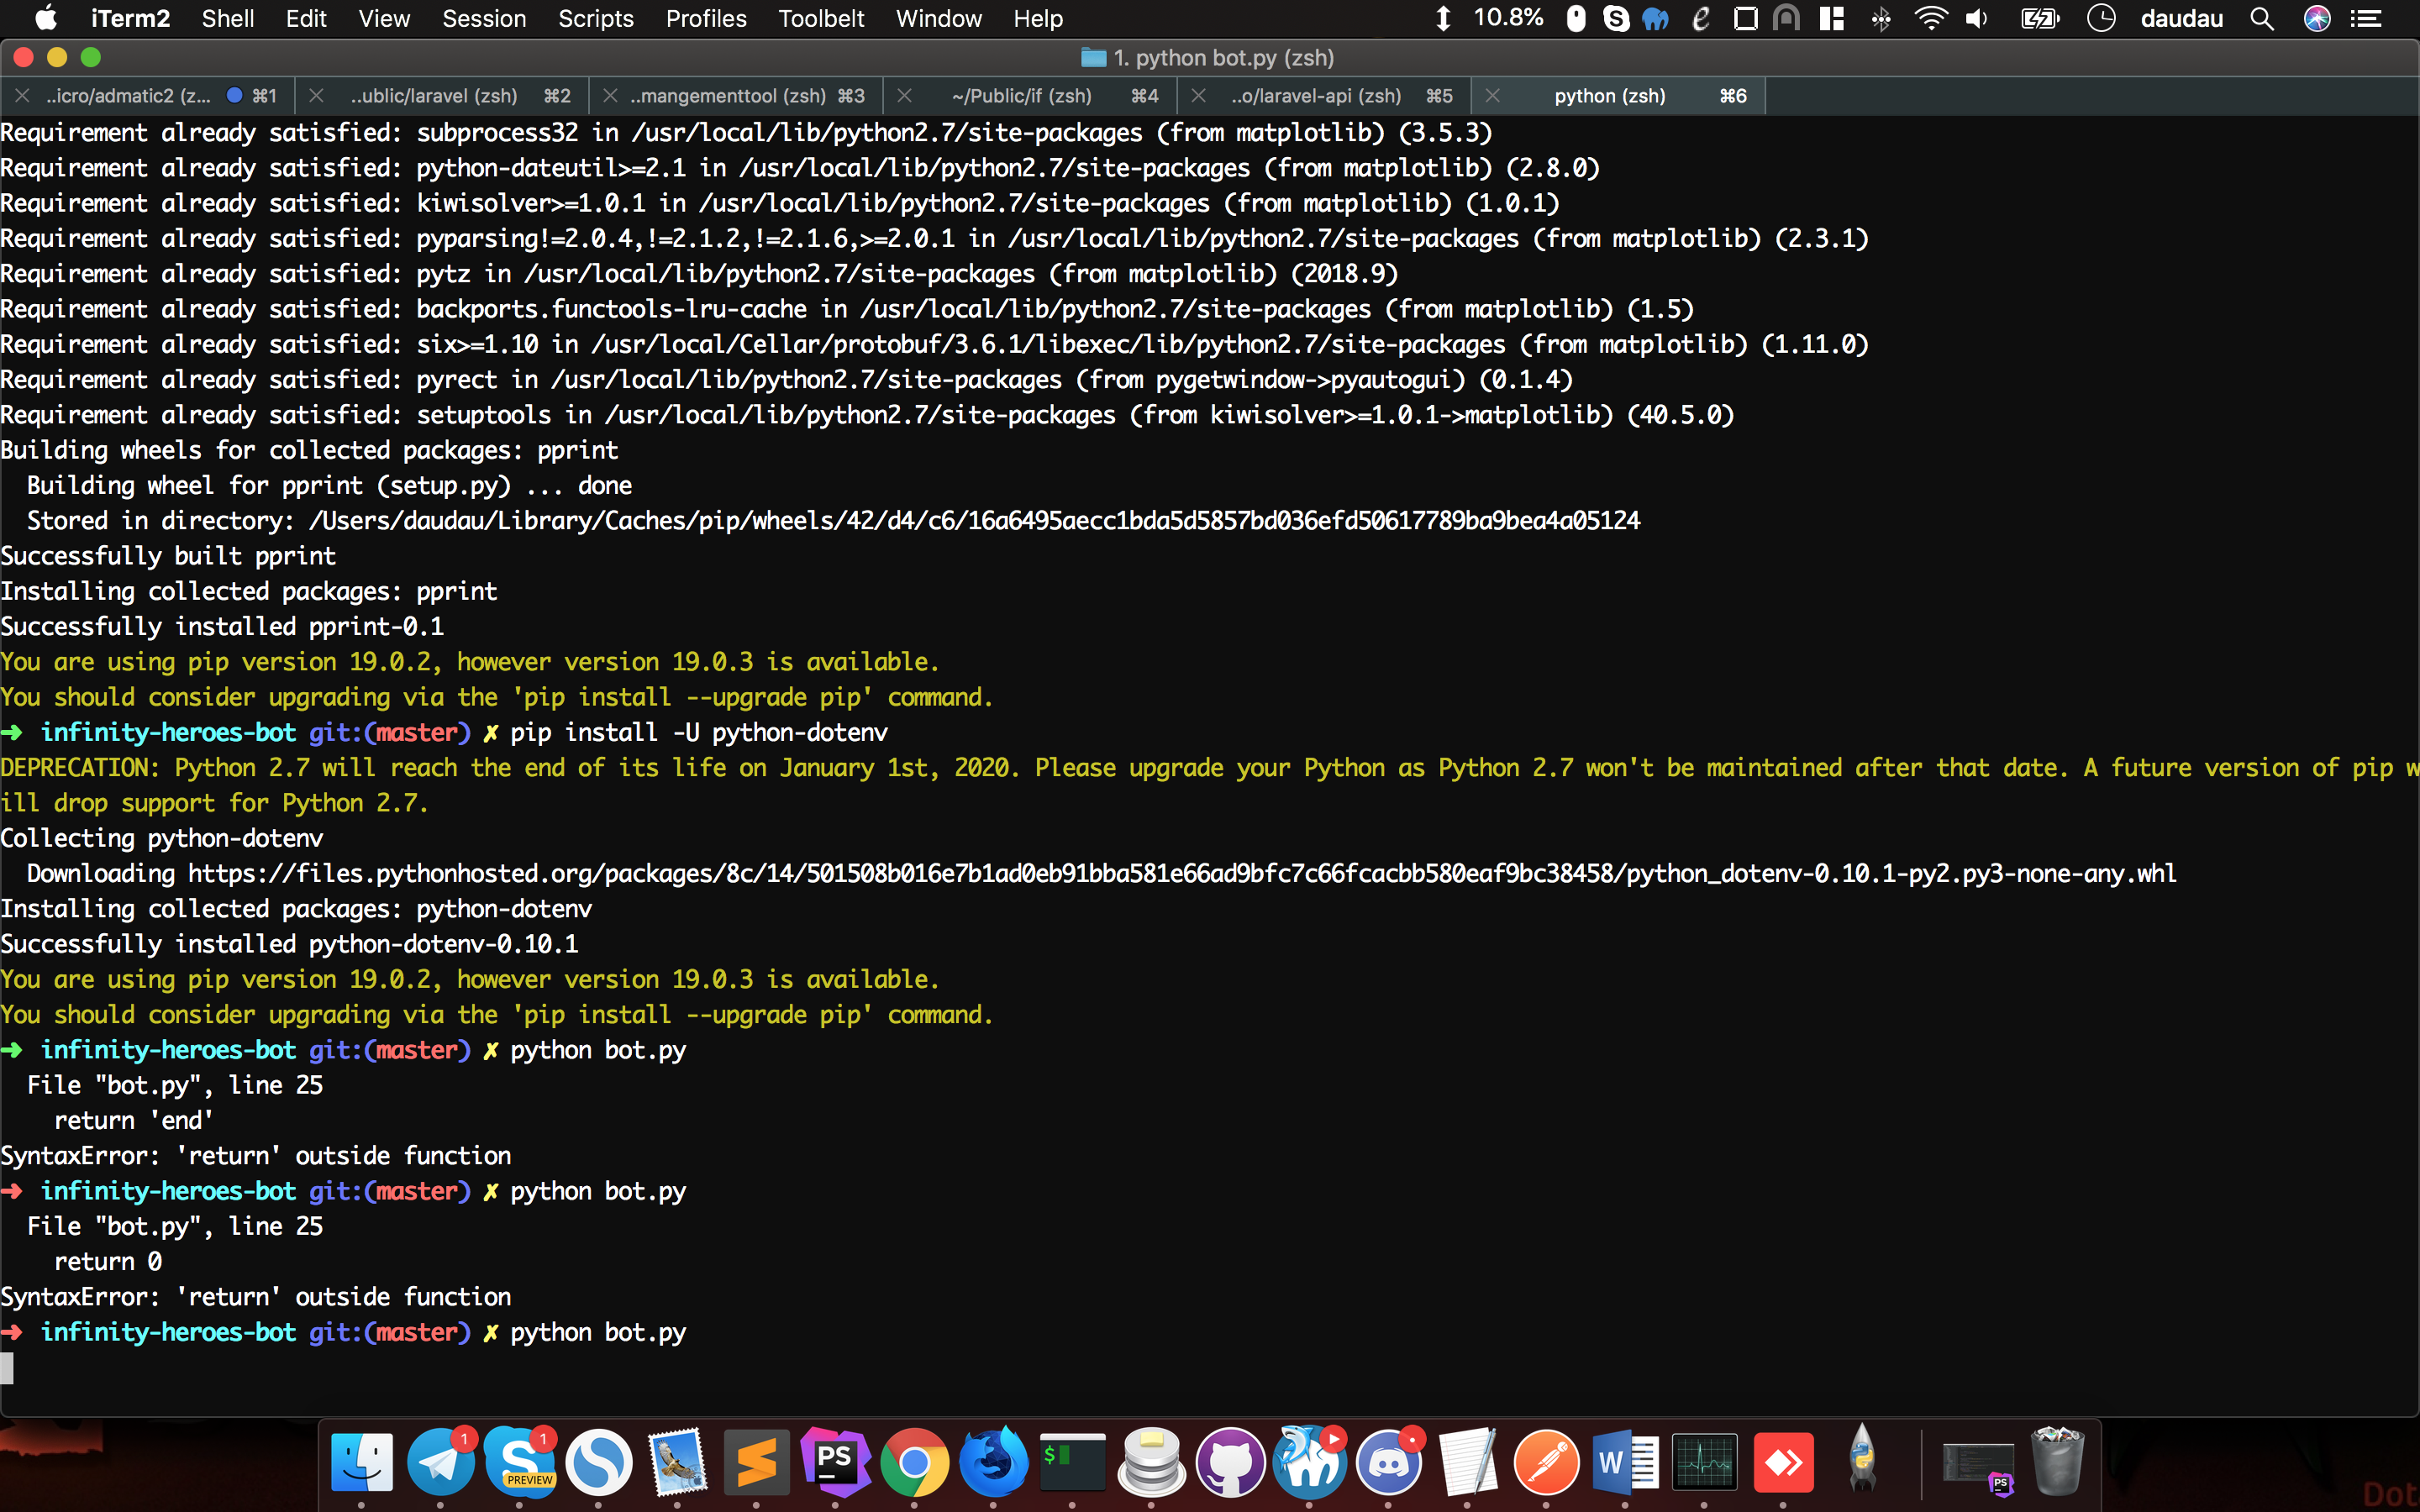 iTerm2 Shell Edit View Session Scripts Profiles Toolbelt Window Help 10.8% daudau
1. python bot.py (zsh)
..icro/admatic2 (z... ⌘1 ..ublic/laravel (zsh) ⌘2 ..mangementtool (zsh) ⌘3 ~/Public/if (zsh) ⌘4 ..o/laravel-api (zsh) ⌘5 python (zsh) ⌘6
Requirement already satisfied: subprocess32 in /usr/local/lib/python2.7/site-packages (from matplotlib) (3.5.3)
Requirement already satisfied: python-dateutil>=2.1 in /usr/local/lib/python2.7/site-packages (from matplotlib) (2.8.0)
Requirement already satisfied: kiwisolver>=1.0.1 in /usr/local/lib/python2.7/site-packages (from matplotlib) (1.0.1)
Requirement already satisfied: pyparsing!=2.0.4,!=2.1.2,!=2.1.6,>=2.0.1 in /usr/local/lib/python2.7/site-packages (from matplotlib) (2.3.1)
Requirement already satisfied: pytz in /usr/local/lib/python2.7/site-packages (from matplotlib) (2018.9)
Requirement already satisfied: backports.functools-lru-cache in /usr/local/lib/python2.7/site-packages (from matplotlib) (1.5)
Requirement already satisfied: six>=1.10 in /usr/local/Cellar/protobuf/3.6.1/libexec/lib/python2.7/site-packages (from matplotlib) (1.11.0)
Requirement already satisfied: pyrect in /usr/local/lib/python2.7/site-packages (from pygetwindow->pyautogui) (0.1.4)
Requirement already satisfied: setuptools in /usr/local/lib/python2.7/site-packages (from kiwisolver>=1.0.1->matplotlib) (40.5.0)
Building wheels for collected packages: pprint
  Building wheel for pprint (setup.py) ... done
  Stored in directory: /Users/daudau/Library/Caches/pip/wheels/42/d4/c6/16a6495aecc1bda5d5857bd036efd50617789ba9bea4a05124
Successfully built pprint
Installing collected packages: pprint
Successfully installed pprint-0.1
You are using pip version 19.0.2, however version 19.0.3 is available.
You should consider upgrading via the 'pip install --upgrade pip' command.
➜ infinity-heroes-bot git:(master) ✗ pip install -U python-dotenv
DEPRECATION: Python 2.7 will reach the end of its life on January 1st, 2020. Please upgrade your Python as Python 2.7 won't be maintained after that date. A future version of pip w
ill drop support for Python 2.7.
Collecting python-dotenv
  Downloading https://files.pythonhosted.org/packages/8c/14/501508b016e7b1ad0eb91bba581e66ad9bfc7c66fcacbb580eaf9bc38458/python_dotenv-0.10.1-py2.py3-none-any.whl
Installing collected packages: python-dotenv
Successfully installed python-dotenv-0.10.1
You are using pip version 19.0.2, however version 19.0.3 is available.
You should consider upgrading via the 'pip install --upgrade pip' command.
➜ infinity-heroes-bot git:(master) ✗ python bot.py
  File "bot.py", line 25
    return 'end'
SyntaxError: 'return' outside function
➜ infinity-heroes-bot git:(master) ✗ python bot.py
  File "bot.py", line 25
    return 0
SyntaxError: 'return' outside function
➜ infinity-heroes-bot git:(master) ✗ python bot.py
1 1 PREVIEW PS $ W PS
Dot